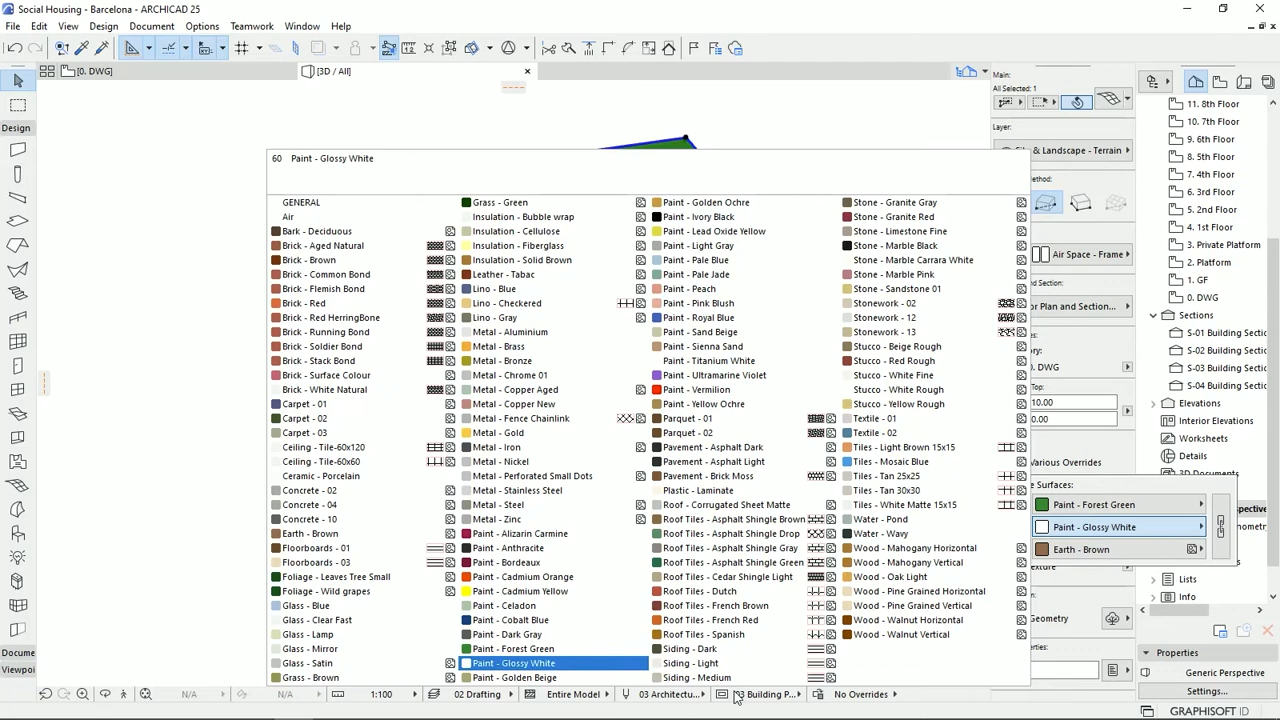 Social Housing - Barcelona - ARCHICAD 25
File Edit View Design Document Options Teamwork Window Help
[0. DWG] [3D / All]
Main:
All Selected: 1
Design
Layer:
& Landscape - Terrain
60 Paint - Glossy White
GENERAL
Air
Bark - Deciduous
Brick - Aged Natural
Brick - Brown
Brick - Common Bond
Brick - Flemish Bond
Brick - Red
Brick - Red HerringBone
Brick - Running Bond
Brick - Soldier Bond
Brick - Stack Bond
Brick - Surface Colour
Brick - White Natural
Carpet - 01
Carpet - 02
Carpet - 03
Ceiling - Tile-60x120
Ceiling - Tile-60x60
Ceramic - Porcelain
Concrete - 02
Concrete - 04
Concrete - 10
Earth - Brown
Floorboards - 01
Floorboards - 03
Foliage - Leaves Tree Small
Foliage - Wild grapes
Glass - Blue
Glass - Clear Fast
Glass - Lamp
Glass - Mirror
Glass - Satin
Grass - Brown
Grass - Green
Insulation - Bubble wrap
Insulation - Cellulose
Insulation - Fiberglass
Insulation - Solid Brown
Leather - Tabac
Lino - Blue
Lino - Checkered
Lino - Gray
Metal - Aluminium
Metal - Brass
Metal - Bronze
Metal - Chrome 01
Metal - Copper Aged
Metal - Copper New
Metal - Fence Chainlink
Metal - Gold
Metal - Iron
Metal - Nickel
Metal - Perforated Small Dots
Metal - Stainless Steel
Metal - Steel
Metal - Zinc
Paint - Alizarin Carmine
Paint - Anthracite
Paint - Bordeaux
Paint - Cadmium Orange
Paint - Cadmium Yellow
Paint - Celadon
Paint - Cobalt Blue
Paint - Dark Gray
Paint - Forest Green
Paint - Glossy White
Paint - Golden Beige
Paint - Golden Ochre
Paint - Ivory Black
Paint - Lead Oxide Yellow
Paint - Light Gray
Paint - Pale Blue
Paint - Pale Jade
Paint - Peach
Paint - Pink Blush
Paint - Royal Blue
Paint - Sand Beige
Paint - Sienna Sand
Paint - Titanium White
Paint - Ultramarine Violet
Paint - Vermilion
Paint - Yellow Ochre
Parquet - 01
Parquet - 02
Pavement - Asphalt Dark
Pavement - Asphalt Light
Pavement - Brick Moss
Plastic - Laminate
Roof - Corrugated Sheet Matte
Roof Tiles - Asphalt Shingle Brown
Roof Tiles - Asphalt Shingle Drop
Roof Tiles - Asphalt Shingle Gray
Roof Tiles - Asphalt Shingle Green
Roof Tiles - Cedar Shingle Light
Roof Tiles - Dutch
Roof Tiles - French Brown
Roof Tiles - French Red
Roof Tiles - Spanish
Siding - Dark
Siding - Light
Siding - Medium
Stone - Granite Gray
Stone - Granite Red
Stone - Limestone Fine
Stone - Marble Black
Stone - Marble Carrara White
Stone - Marble Pink
Stone - Sandstone 01
Stonework - 02
Stonework - 12
Stonework - 13
Stucco - Beige Rough
Stucco - Red Rough
Stucco - White Fine
Stucco - White Rough
Stucco - Yellow Rough
Textile - 01
Textile - 02
Tiles - Light Brown 15x15
Tiles - Mosaic Blue
Tiles - Tan 25x25
Tiles - Tan 30x30
Tiles - White Matte 15x15
Water - Pond
Water - Wavy
Wood - Mahogany Horizontal
Wood - Mahogany Vertical
Wood - Oak Light
Wood - Pine Grained Horizontal
Wood - Pine Grained Vertical
Wood - Walnut Horizontal
Wood - Walnut Vertical
Air Space - Frame
Plan and Section...
Top:
10.00
0.00
Various Overrides
Surfaces:
Paint - Forest Green
Paint - Glossy White
Earth - Brown
11. 8th Floor
10. 7th Floor
9. 6th Floor
8. 5th Floor
7. 4th Floor
6. 3rd Floor
5. 2nd Floor
4. 1st Floor
3. Private Platform
2. Platform
1. GF
0. DWG
Sections
S-01 Building Secti
S-02 Building Secti
S-03 Building Secti
S-04 Building Secti
Elevations
Interior Elevations
Worksheets
Details
3D Documents
Lists
Info
Properties
Generic Perspective
Settings...
Docume
Viewpoi
N/A N/A 1:100 02 Drafting Entire Model 03 Architectu... 03 Building P... No Overrides
GRAPHISOFT ID